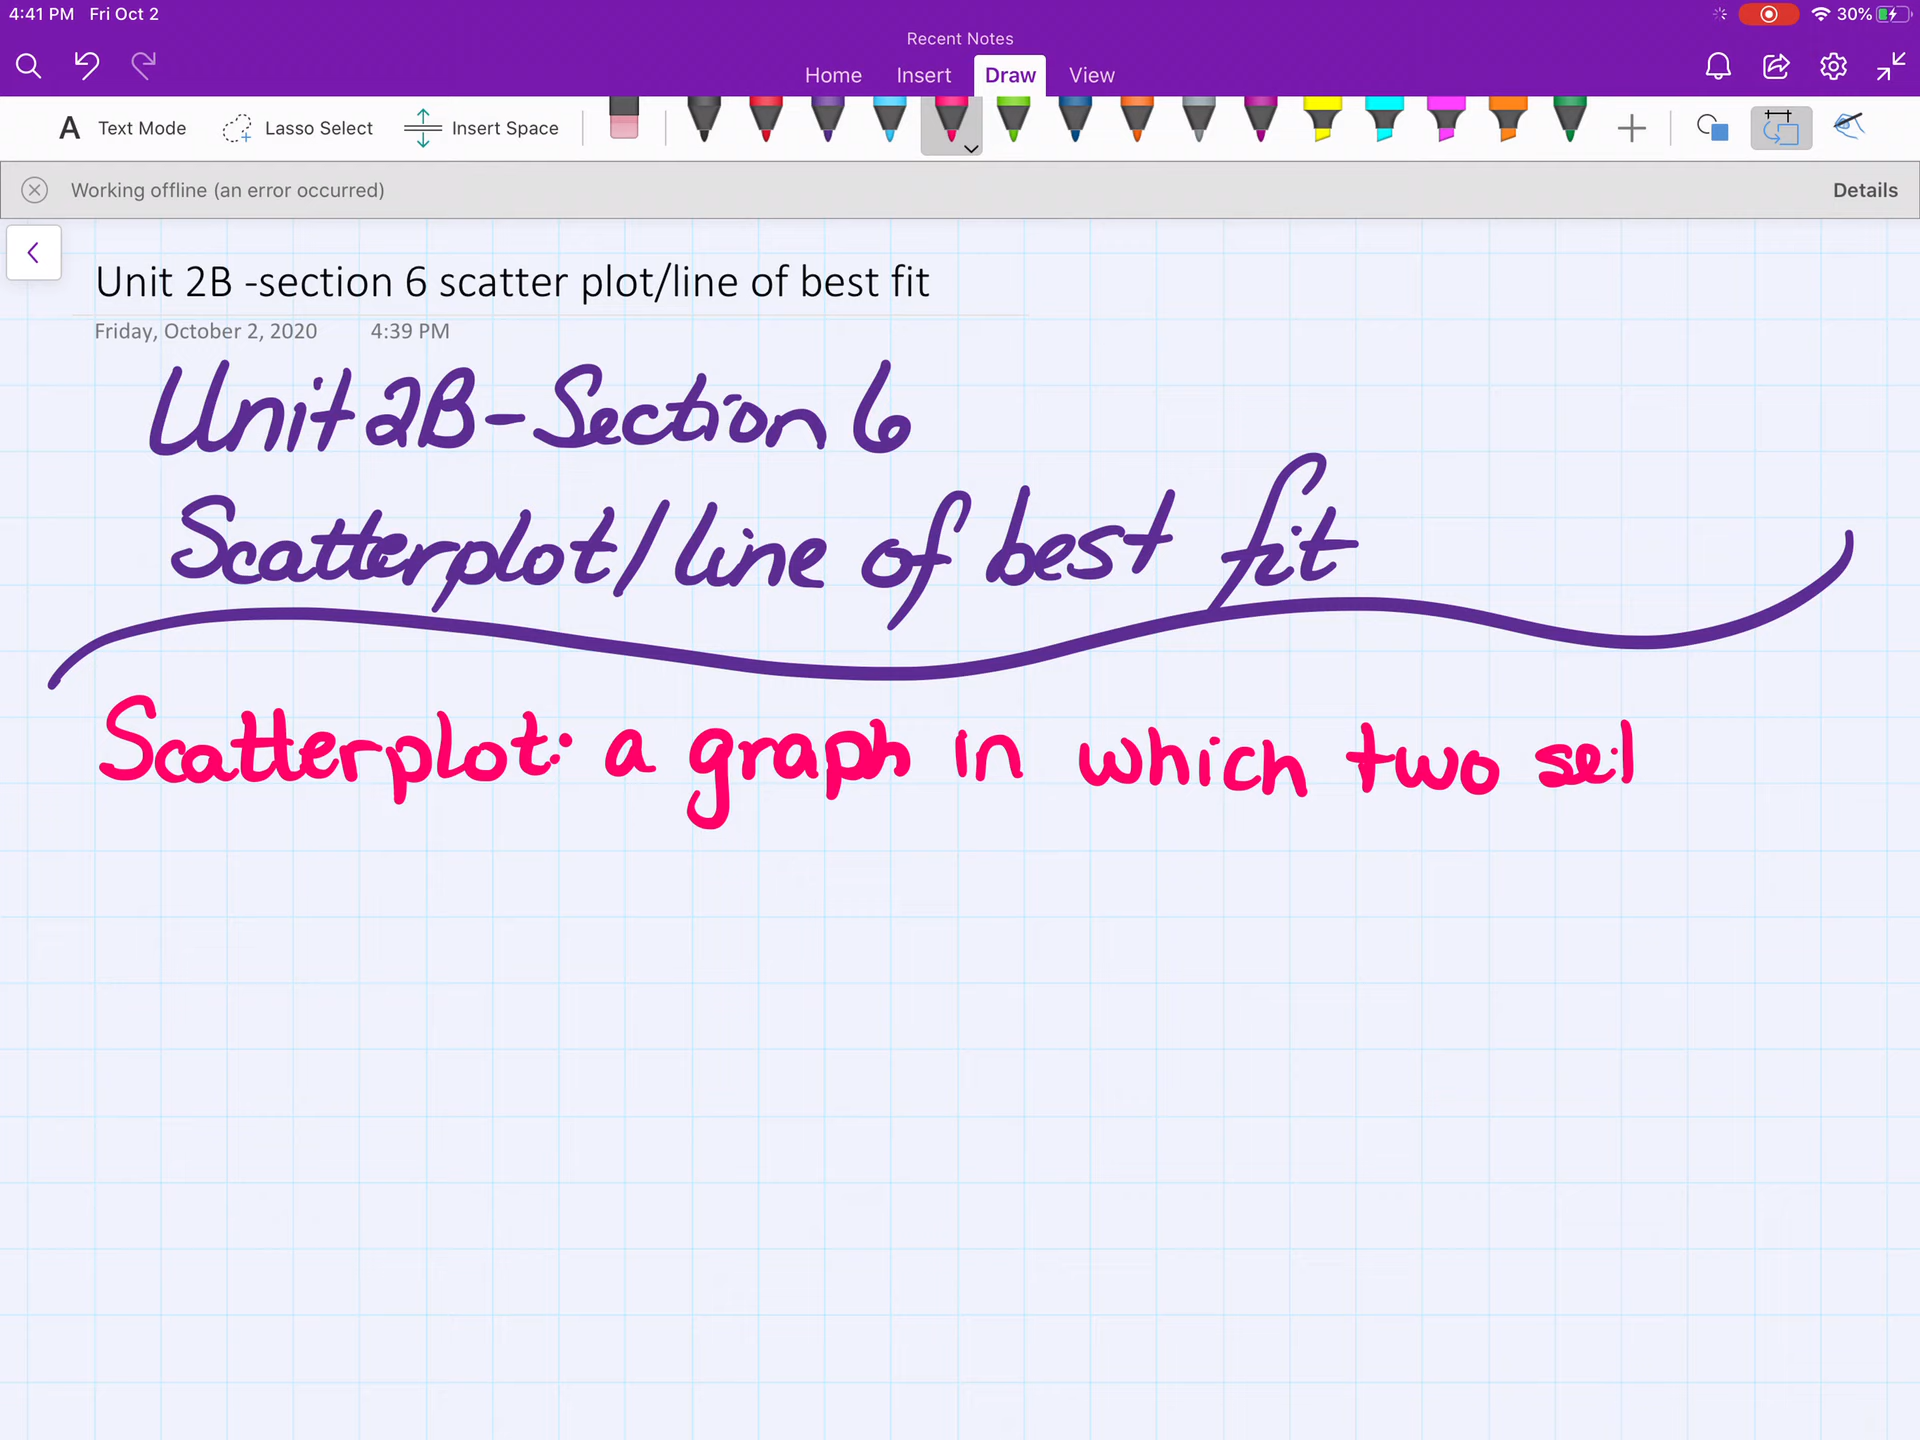 4:41 PM Fri Oct 2
30%
Recent Notes
Home Insert Draw View
A Text Mode Lasso Select Insert Space
Working offline (an error occurred) Details
Unit 2B -section 6 scatter plot/line of best fit
Friday, October 2, 2020 4:39 PM
Unit 2B-Section 6
Scatterplot/line of best fit
Scatterplot: a graph in which two